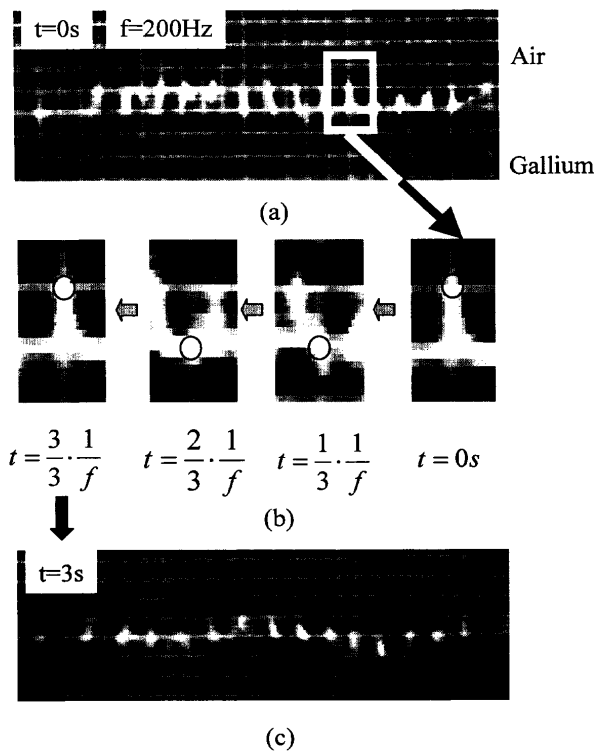 t=0s f=200Hz
Air
Gallium
(a)
t = 3/3 · 1/f t = 2/3 · 1/f t = 1/3 · 1/f t = 0s
(b)
t=3s
(c)